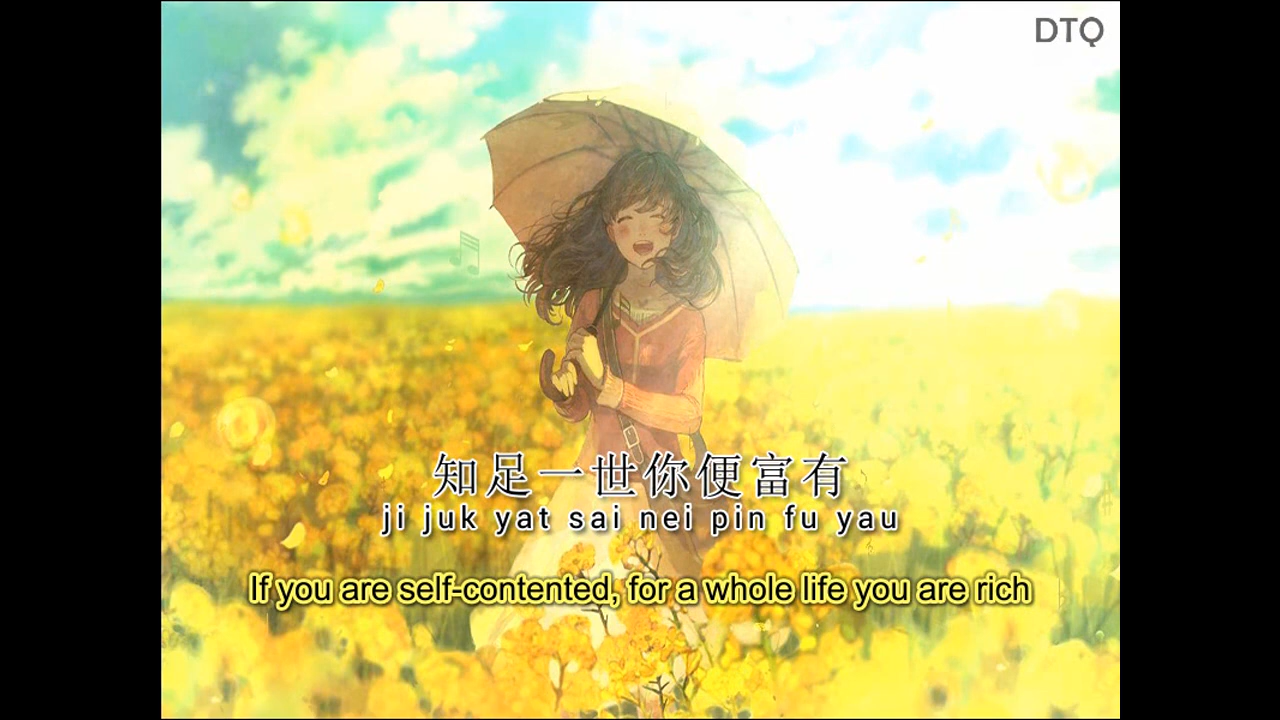 DTQ
知足一世你便富有
ji juk yat sai nei pin fu yau
If you are self-contented, for a whole life you are rich